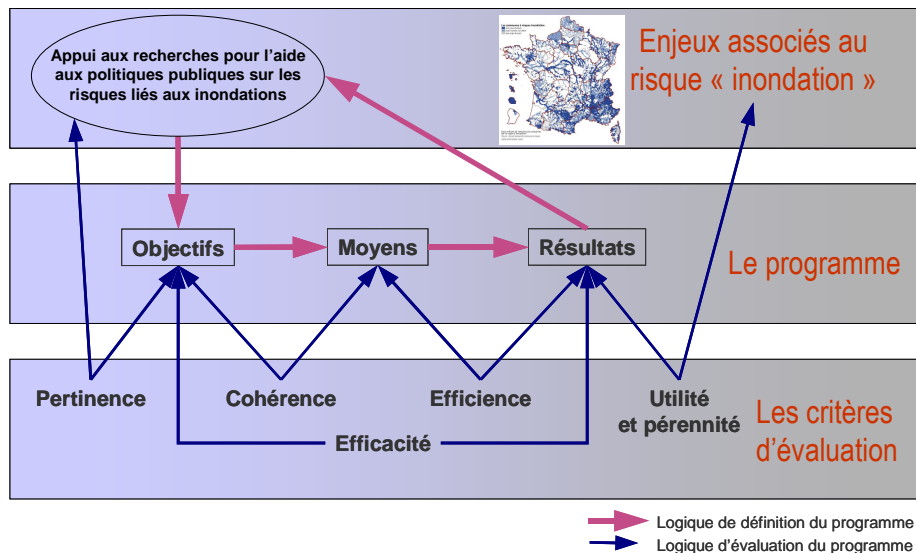 Appui aux recherches pour l'aide
aux politiques publiques sur les
risques liés aux inondations
Enjeux associés au
risque « inondation »
Objectifs
Moyens
Résultats
Le programme
Pertinence
Cohérence
Efficience
Utilité
et pérennité
Efficacité
Les critères
d'évaluation
Logique de définition du programme
Logique d'évaluation du programme